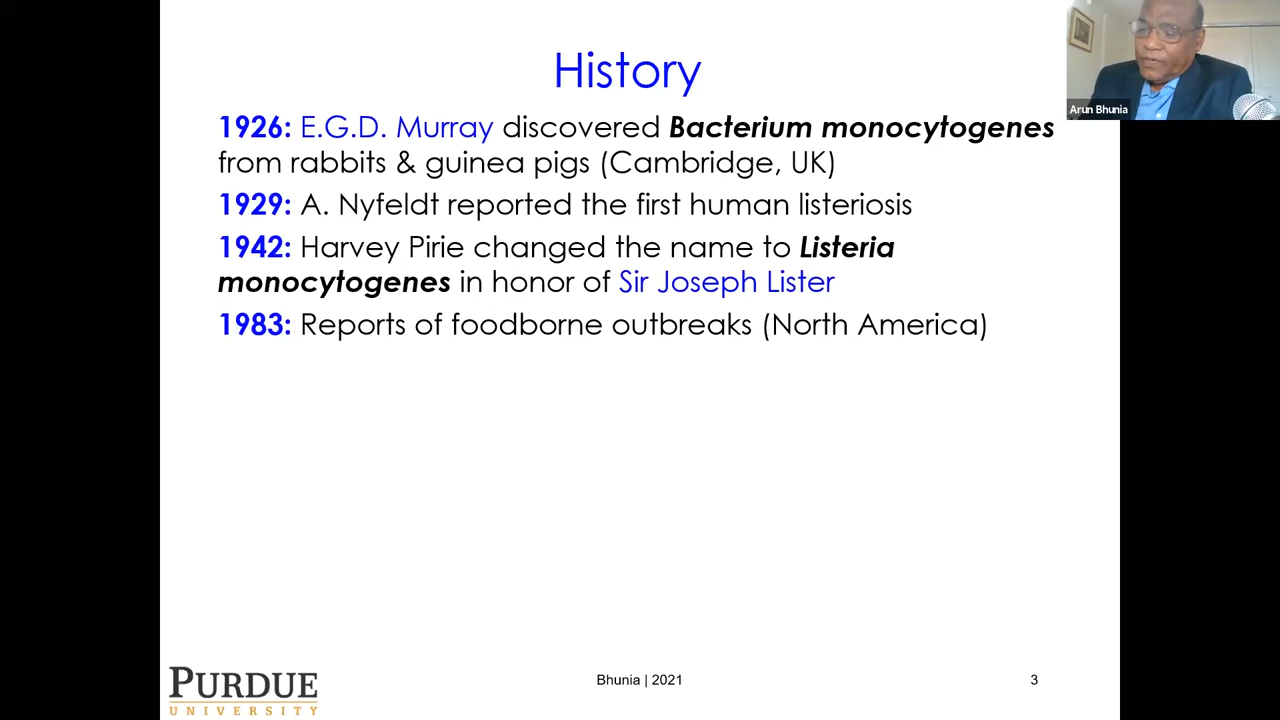 History
Arun Bhunia
1926: E.G.D. Murray discovered Bacterium monocytogenes
from rabbits & guinea pigs (Cambridge, UK)
1929: A. Nyfeldt reported the first human listeriosis
1942: Harvey Pirie changed the name to Listeria
monocytogenes in honor of Sir Joseph Lister
1983: Reports of foodborne outbreaks (North America)
PURDUE
UNIVERSITY
Bhunia | 2021
3